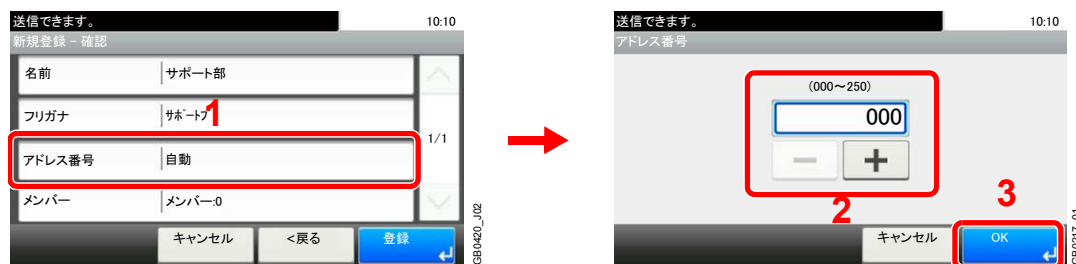 送信できます。 10:10
新規登録 - 確認
名前 サポート部
フリガナ ｻﾎﾟｰﾄﾌ
1
アドレス番号 自動
1/1
メンバー メンバー:0
キャンセル <戻る 登録
GB0420_J02
送信できます。 10:10
アドレス番号
(000～250)
000
2
3
キャンセル OK